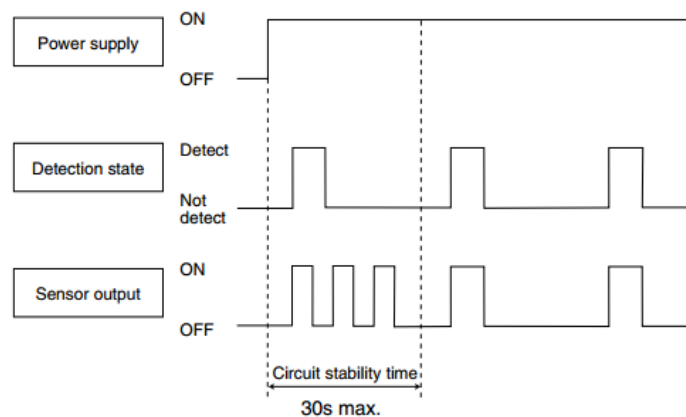 ON
Power supply
OFF
Detect
Detection state
Not
detect
ON
Sensor output
OFF
Circuit stability time
30s max.